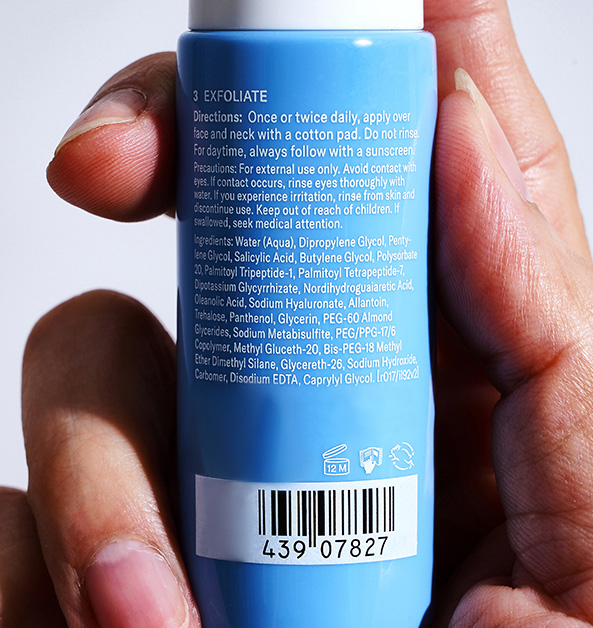 3 EXFOLIATE
Directions: Once or twice daily, apply over
face and neck with a cotton pad. Do not rinse.
For daytime, always follow with a sunscreen.
Precautions: For external use only. Avoid contact with
eyes. If contact occurs, rinse eyes thoroughly with
water. If you experience irritation, rinse from skin and
discontinue use. Keep out of reach of children. If
swallowed, seek medical attention.
Ingredients: Water (Aqua), Dipropylene Glycol, Penty-
lene Glycol, Salicylic Acid, Butylene Glycol, Polysorbate
20, Palmitoyl Tripeptide-1, Palmitoyl Tetrapeptide-7,
Dipotassium Glycyrrhizate, Nordihydroguaiaretic Acid,
Oleanolic Acid, Sodium Hyaluronate, Allantoin,
Trehalose, Panthenol, Glycerin, PEG-60 Almond
Glycerides, Sodium Metabisulfite, PEG/PPG-17/6
Copolymer, Methyl Gluceth-20, Bis-PEG-18 Methyl
Ether Dimethyl Silane, Glycereth-26, Sodium Hydroxide,
Carbomer, Disodium EDTA, Caprylyl Glycol. [r017/il92v2]
12 M
439 07827